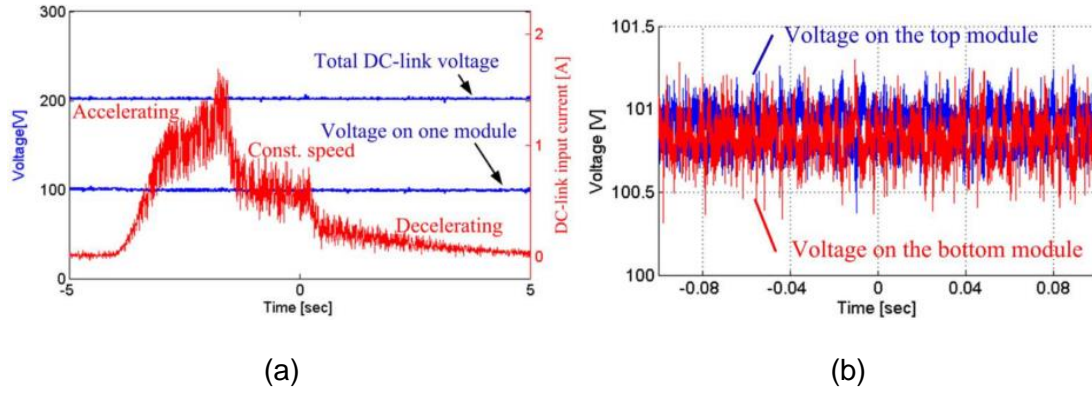 300
200
100
0
Voltage[V]
Total DC-link voltage
Accelerating
Voltage on one module
Const. speed
Decelerating
2
1
0
DC-link input current [A]
-5
0
5
Time [sec]
(a)
101.5
101
100.5
100
Voltage [V]
Voltage on the top module
Voltage on the bottom module
-0.08
-0.04
0
0.04
0.08
Time [sec]
(b)